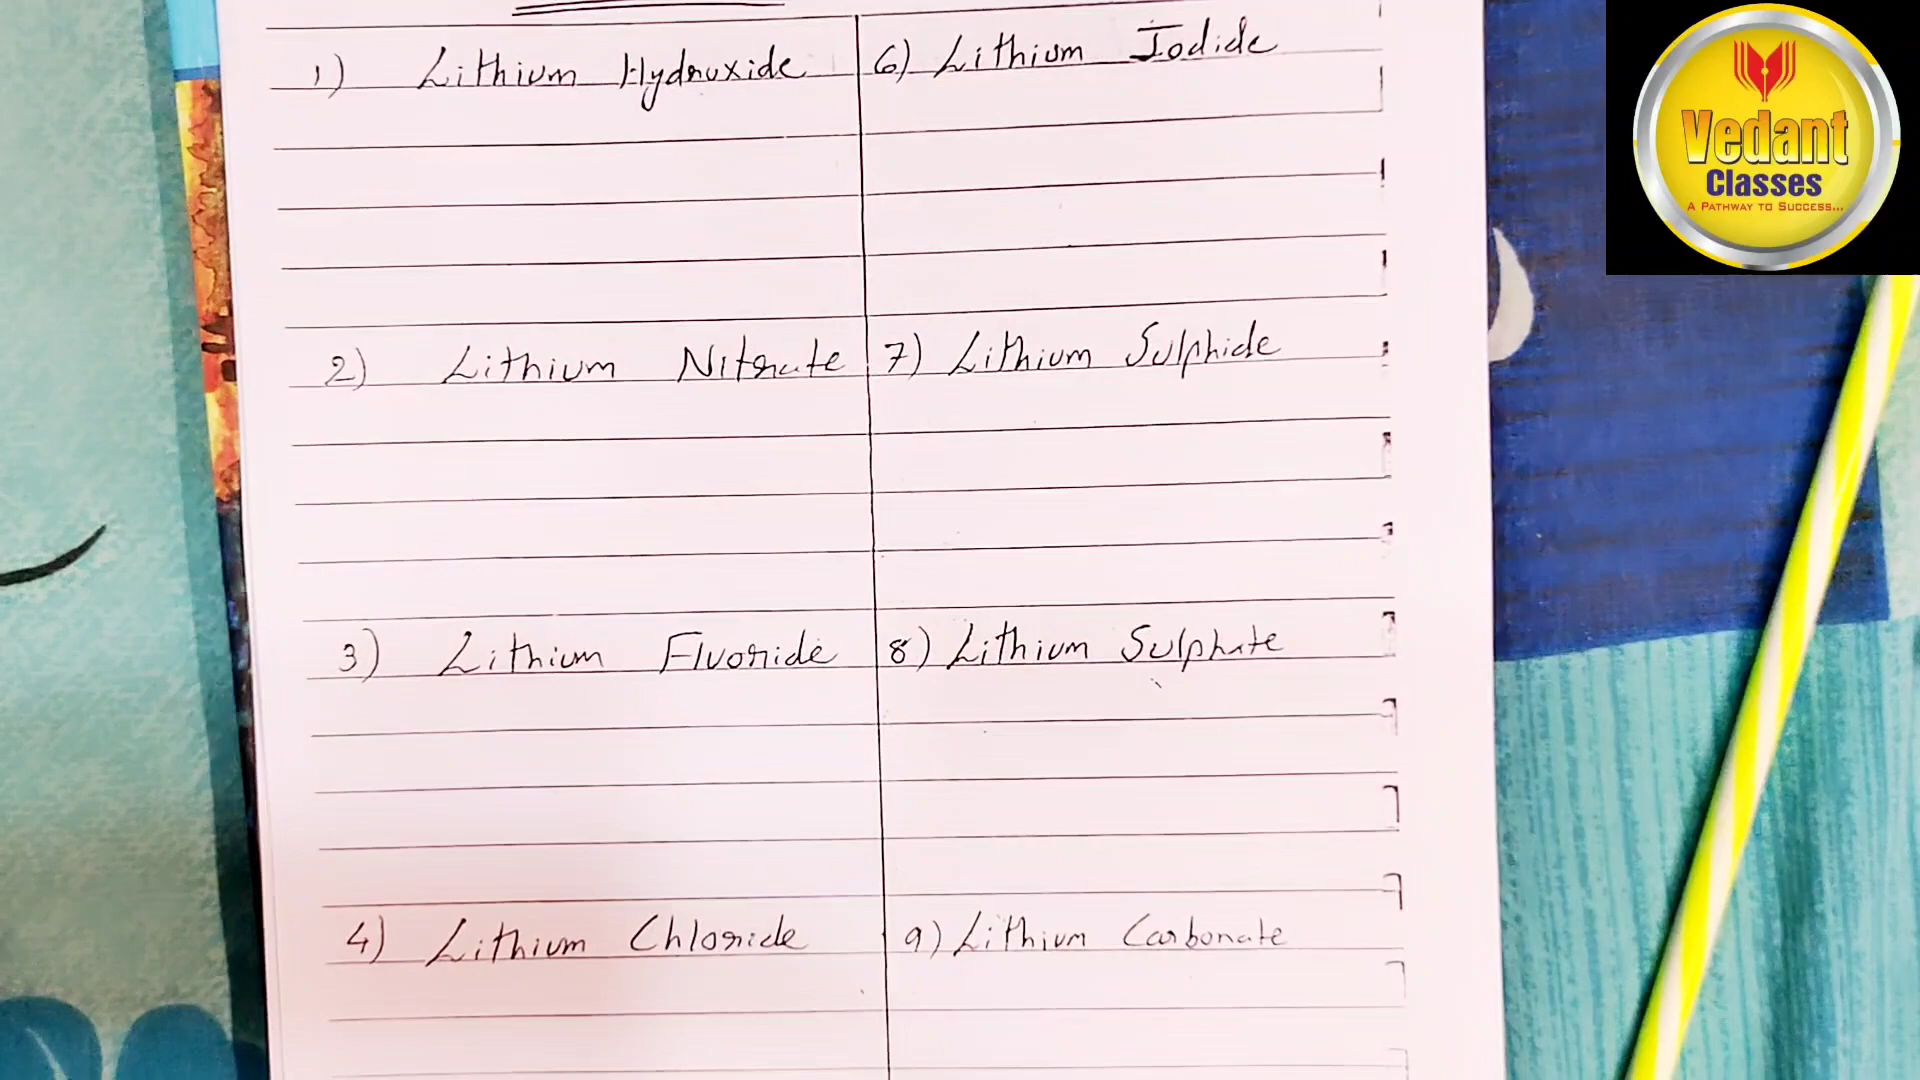 1) Lithium Hydroxide
2) Lithium Nitrate
3) Lithium Fluoride
4) Lithium Chloride
6) Lithium Iodide
7) Lithium Sulphide
8) Lithium Sulphate
9) Lithium Carbonate
Vedant
Classes
A PATHWAY TO SUCCESS...